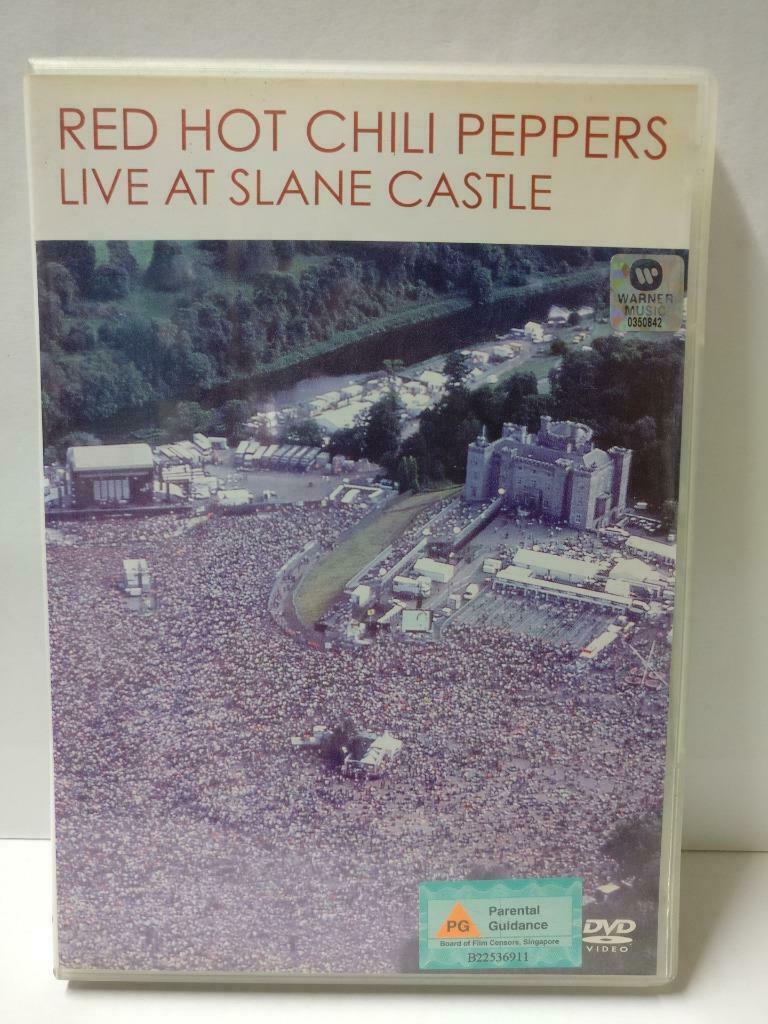 RED HOT CHILI PEPPERS
LIVE AT SLANE CASTLE
WARNER
MUSIC
0350842
PG
Parental
Guidance
Board of Film Censors, Singapore
B22536911
DVD
VIDEO